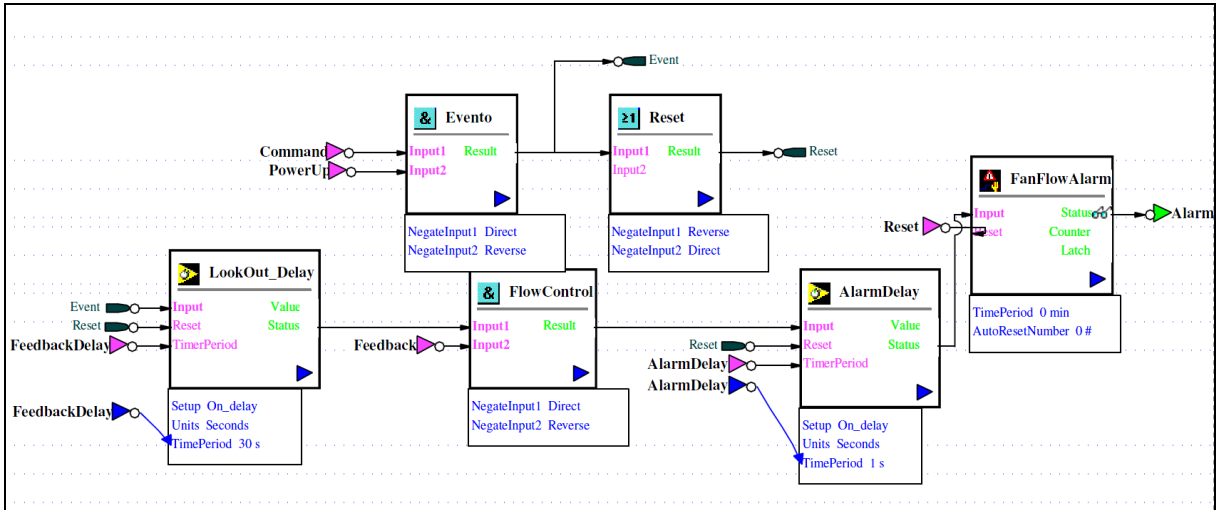 Event
& Evento
≥1 Reset
Command
PowerUp
Input1 Result
Input2
Input1 Result
Input2
Reset
NegateInput1 Direct
NegateInput2 Reverse
NegateInput1 Reverse
NegateInput2 Direct
FanFlowAlarm
Reset
Input Status
Reset Counter
Latch
Alarm
TimePeriod 0 min
AutoResetNumber 0 #
LookOut_Delay
Event
Reset
FeedbackDelay
Input Value
Reset Status
TimerPeriod
FeedbackDelay
Setup On_delay
Units Seconds
TimePeriod 30 s
& FlowControl
Feedback
Input1 Result
Input2
NegateInput1 Direct
NegateInput2 Reverse
AlarmDelay
Reset
AlarmDelay
AlarmDelay
Input Value
Reset Status
TimerPeriod
Setup On_delay
Units Seconds
TimePeriod 1 s